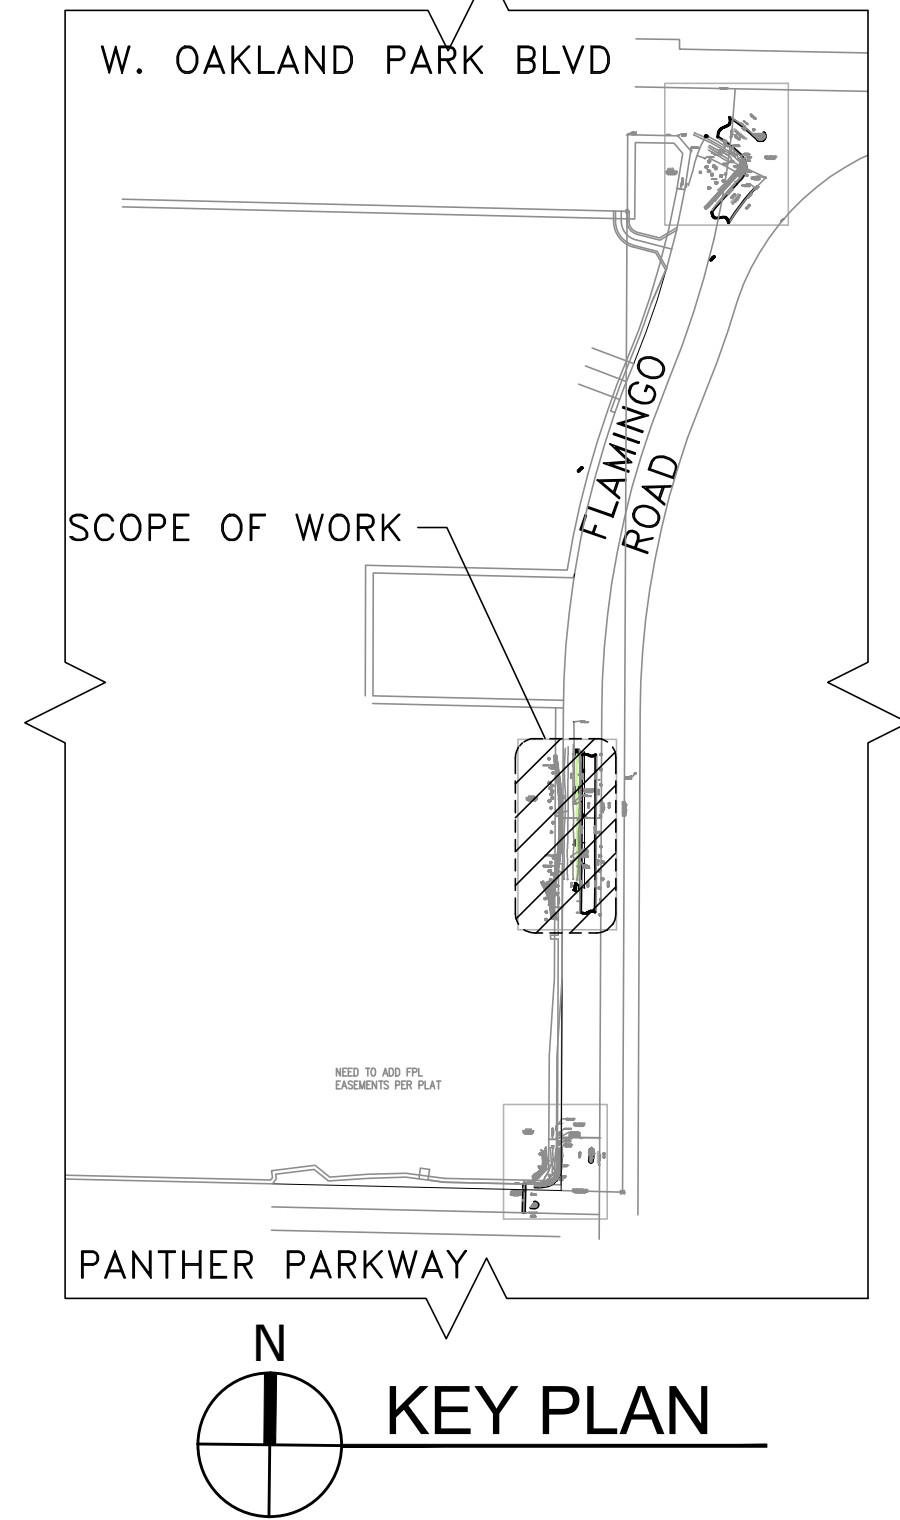 W. OAKLAND PARK BLVD
FLAMINGO
ROAD
SCOPE OF WORK
NEED TO ADD FPL
EASEMENTS PER PLAT
PANTHER PARKWAY
N
KEY PLAN